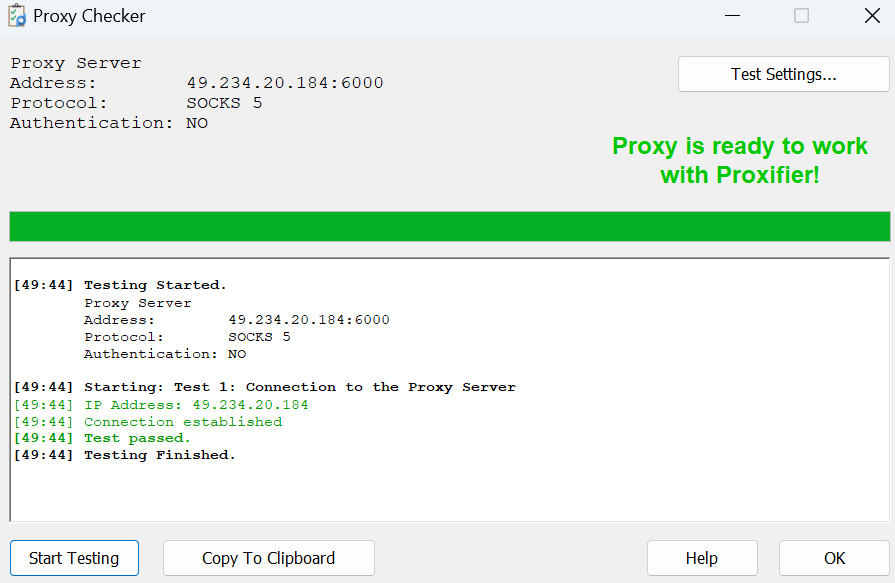 Proxy Checker
Proxy Server
Address: 49.234.20.184:6000
Protocol: SOCKS 5
Authentication: NO
Test Settings...
Proxy is ready to work
with Proxifier!
[49:44] Testing Started.
Proxy Server
Address: 49.234.20.184:6000
Protocol: SOCKS 5
Authentication: NO
[49:44] Starting: Test 1: Connection to the Proxy Server
[49:44] IP Address: 49.234.20.184
[49:44] Connection established
[49:44] Test passed.
[49:44] Testing Finished.
Start Testing
Copy To Clipboard
Help
OK